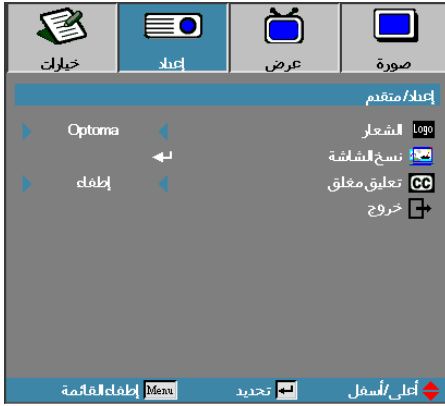 صورة عرض إعداد خيارات
إعداد/متقدم
Logo الشعار Optoma
نسخ الشاشة
CC تعليق مغلق إطفاء
خروج
أعلى/أسفل تحديد Menu إطفاء القائمة